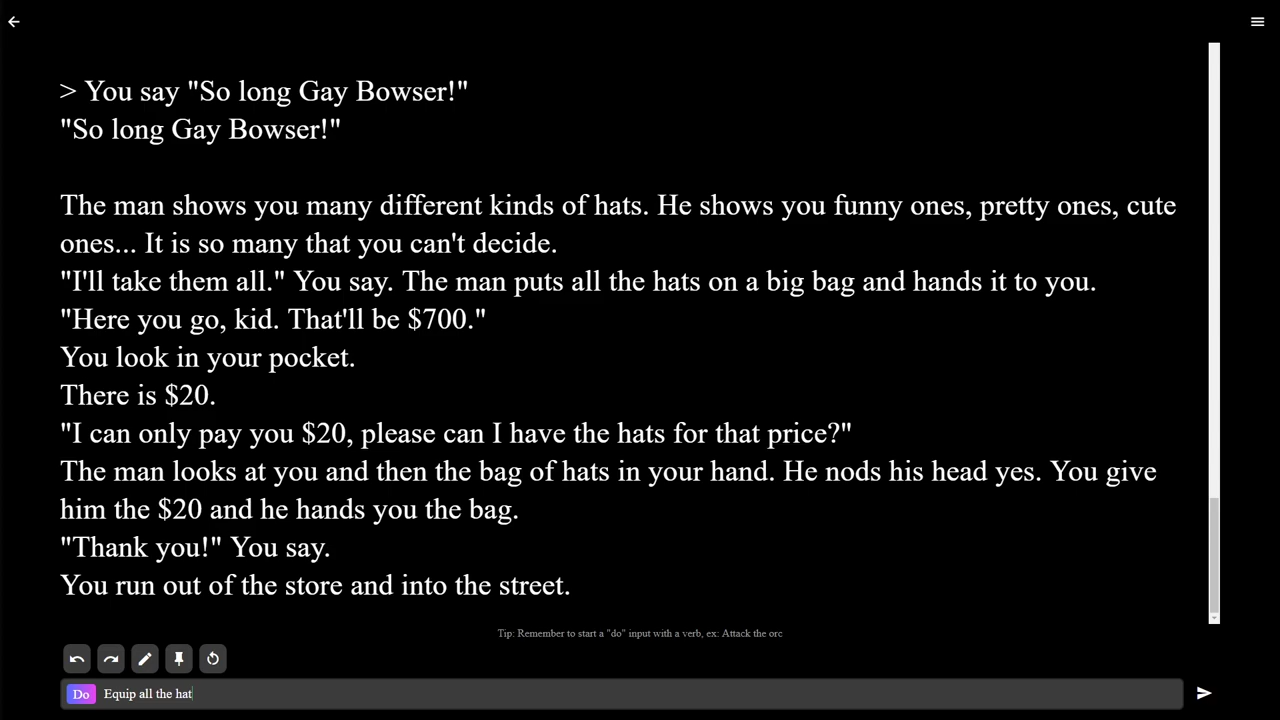 > You say "So long Gay Bowser!"
"So long Gay Bowser!"
The man shows you many different kinds of hats. He shows you funny ones, pretty ones, cute
ones... It is so many that you can't decide.
"I'll take them all." You say. The man puts all the hats on a big bag and hands it to you.
"Here you go, kid. That'll be $700."
You look in your pocket.
There is $20.
"I can only pay you $20, please can I have the hats for that price?"
The man looks at you and then the bag of hats in your hand. He nods his head yes. You give
him the $20 and he hands you the bag.
"Thank you!" You say.
You run out of the store and into the street.
Tip: Remember to start a "do" input with a verb, ex: Attack the orc
Do Equip all the hat